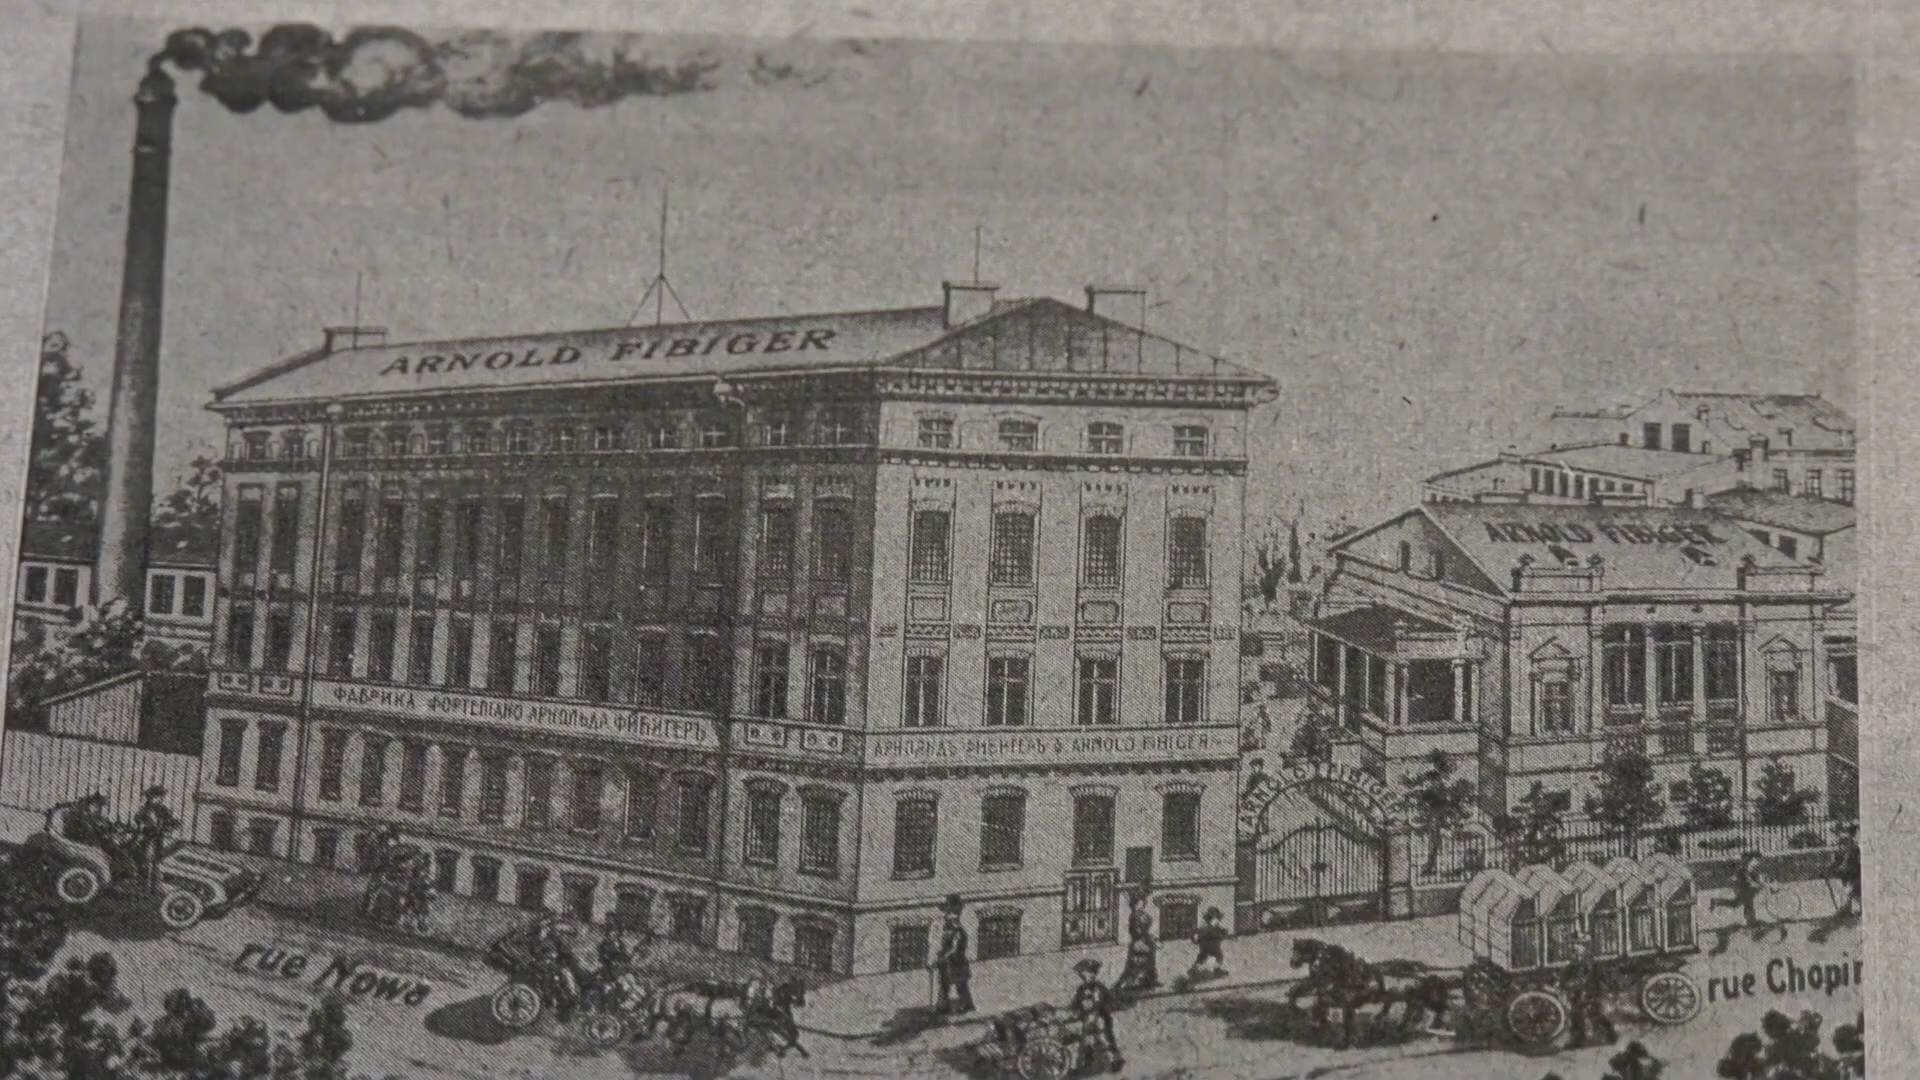 ARNOLD FIBIGER
ARNOLD FIBIGER
ФАБРИКА ФОРТЕПІАНО АРНОЛЬДА ФИБИГЕРЪ
АРНОЛЬДЪ ФИБИГЕРЪ & ARNOLD FIBIGER
ARNOLD FIBIGER
rue Nowa
rue Chopin